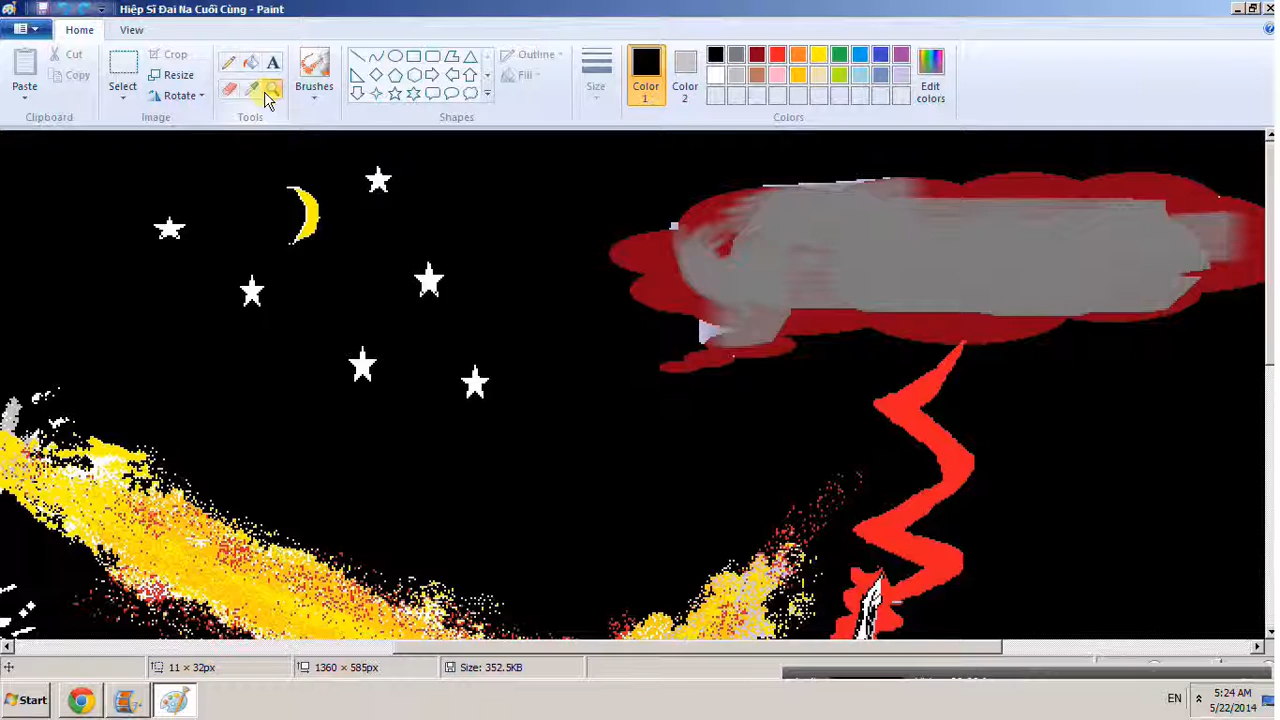 Hiệp Sĩ Đai Na Cuối Cùng - Paint
Home View
Paste
Cut
Copy
Clipboard
Select
Crop
Resize
Rotate
Image
A
Tools
Brushes
Outline
Fill
Shapes
Size
Color 1
Color 2
Edit colors
Colors
11 × 32px
1360 × 585px
Size: 352.5KB
Start
EN
5:24 AM
5/22/2014